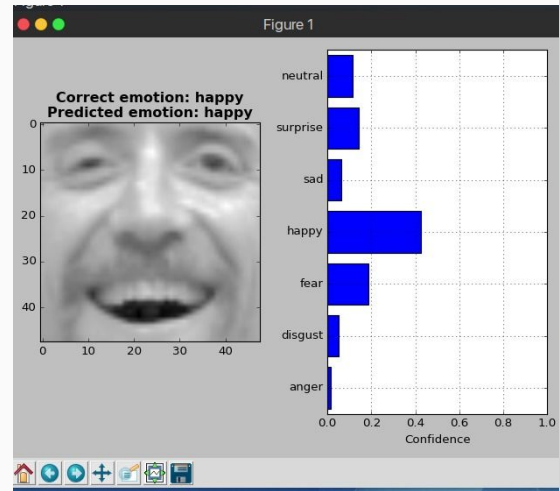 Figure 1
Correct emotion: happy
Predicted emotion: happy
0
10
20
30
40
0 10 20 30 40
neutral
surprise
sad
happy
fear
disgust
anger
0.0 0.2 0.4 0.6 0.8 1.0
Confidence